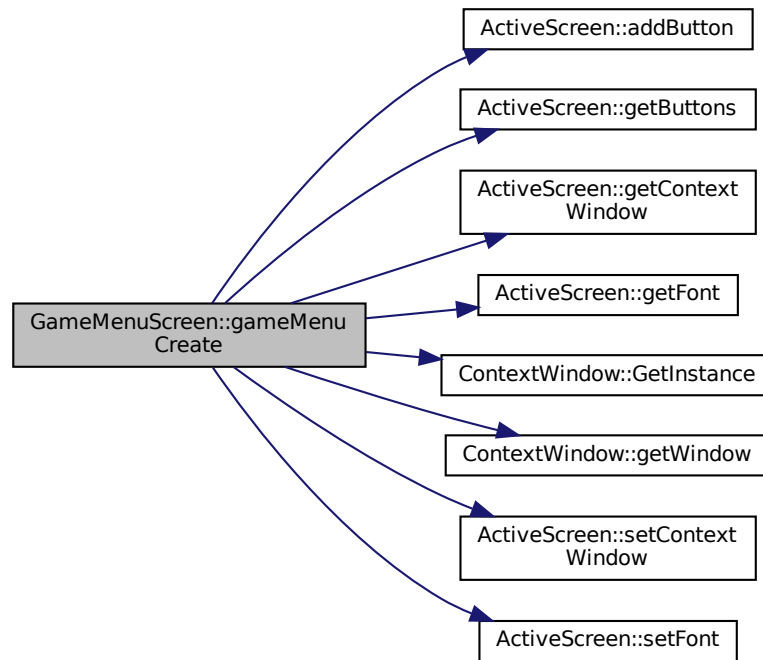 ActiveScreen::addButton
ActiveScreen::getButtons
ActiveScreen::getContext
Window
ActiveScreen::getFont
GameMenuScreen::gameMenu
Create
ContextWindow::GetInstance
ContextWindow::getWindow
ActiveScreen::setContext
Window
ActiveScreen::setFont